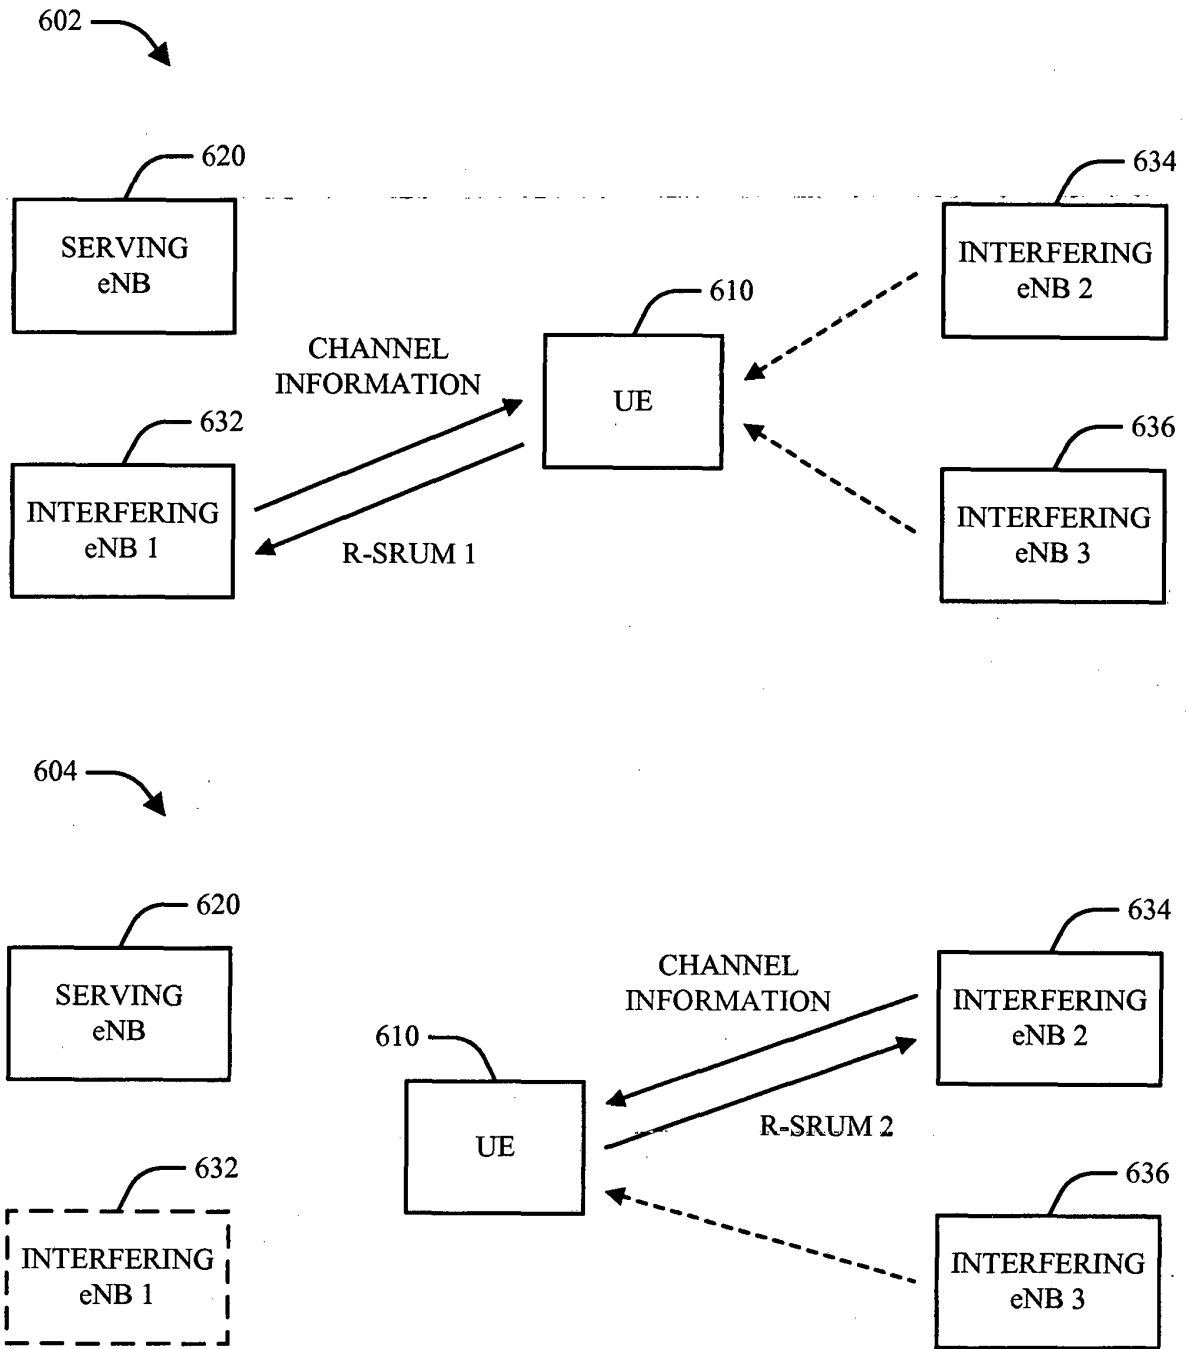 602
620
634
SERVING
eNB
INTERFERING
eNB 2
610
CHANNEL
INFORMATION
UE
632
636
INTERFERING
eNB 1
R-SRUM 1
INTERFERING
eNB 3
604
620
634
SERVING
eNB
CHANNEL
INFORMATION
INTERFERING
eNB 2
610
UE
R-SRUM 2
632
636
INTERFERING
eNB 1
INTERFERING
eNB 3